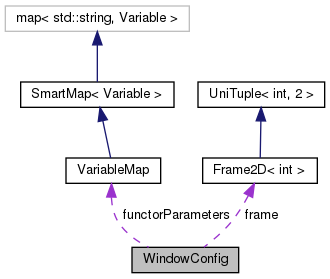 map< std::string, Variable >
SmartMap< Variable >
UniTuple< int, 2 >
VariableMap
Frame2D< int >
functorParameters
frame
WindowConfig